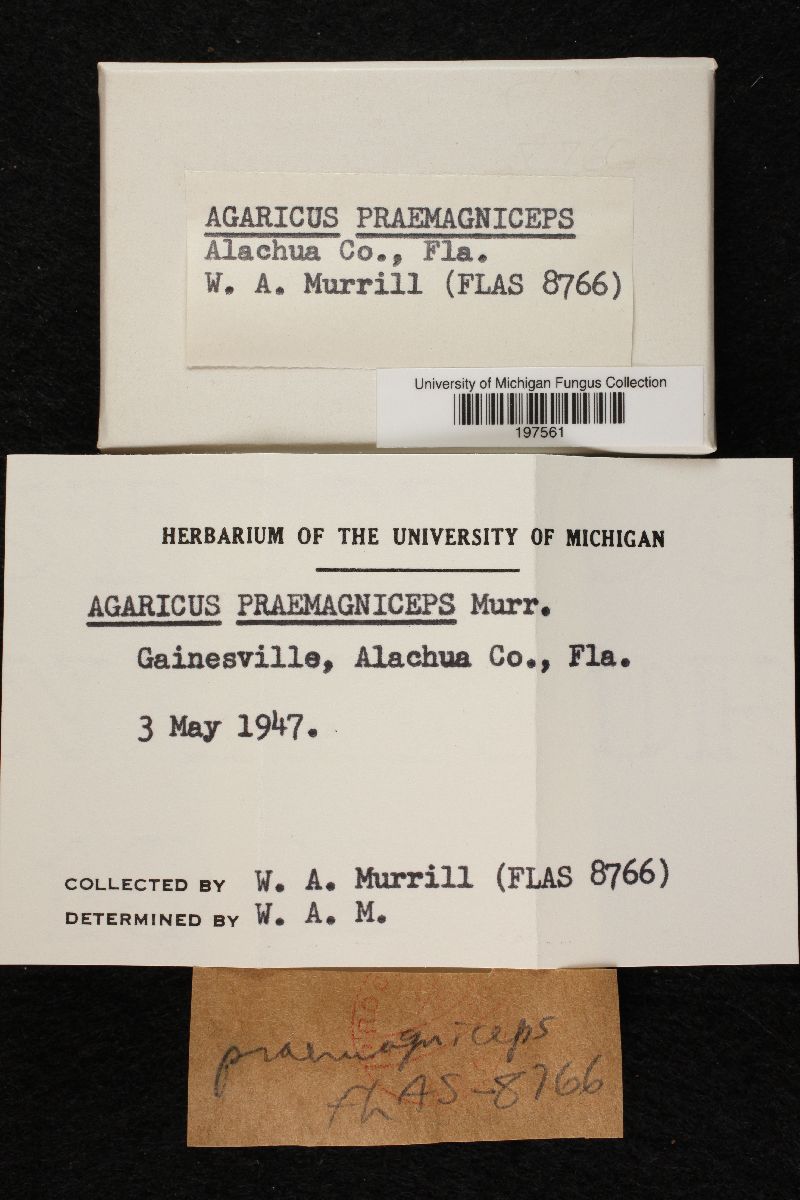 AGARICUS PRAEMAGNICEPS
Alachua Co., Fla.
W. A. Murrill (FLAS 8766)
University of Michigan Fungus Collection
197561
HERBARIUM OF THE UNIVERSITY OF MICHIGAN
AGARICUS PRAEMAGNICEPS Murr.
Gainesville, Alachua Co., Fla.
3 May 1947.
COLLECTED BY W. A. Murrill (FLAS 8766)
DETERMINED BY W. A. M.
praemagniceps
FLAS-8766